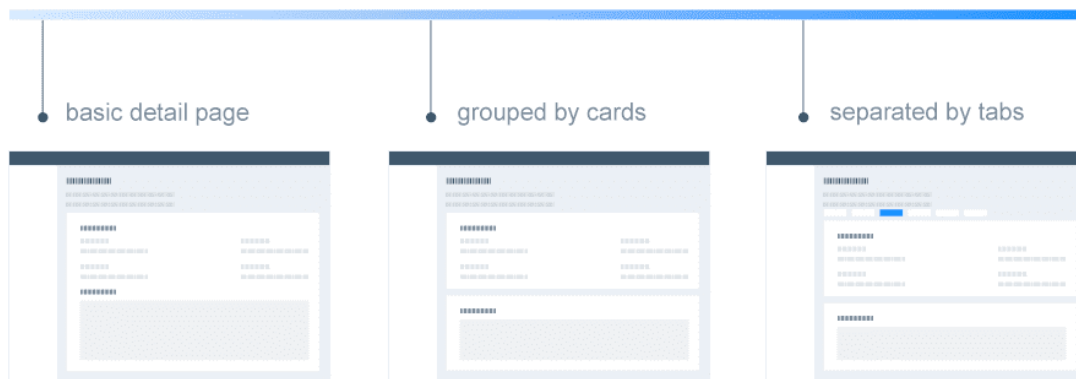 basic detail page
grouped by cards
separated by tabs